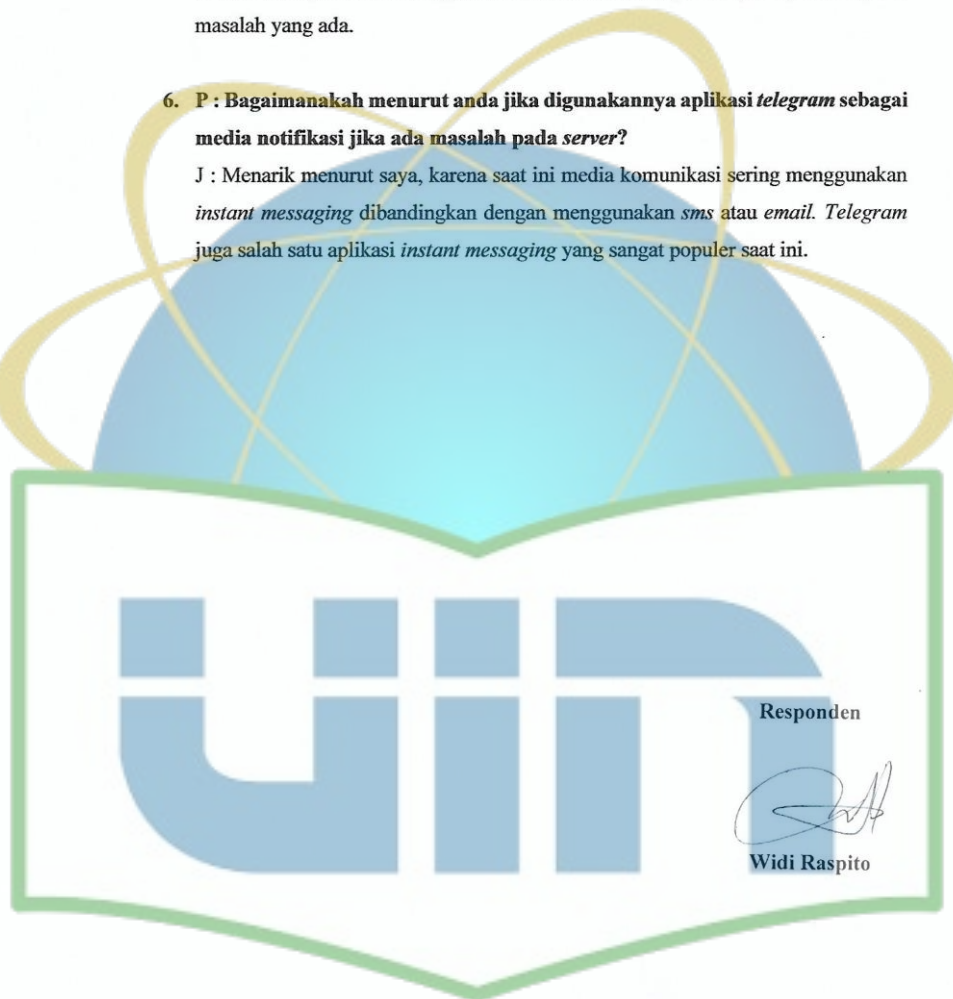 masalah yang ada.
6. P : Bagaimanakah menurut anda jika digunakannya aplikasi telegram sebagai
media notifikasi jika ada masalah pada server?
J : Menarik menurut saya, karena saat ini media komunikasi sering menggunakan
instant messaging dibandingkan dengan menggunakan sms atau email. Telegram
juga salah satu aplikasi instant messaging yang sangat populer saat ini.
uin
Responden
Widi Raspito